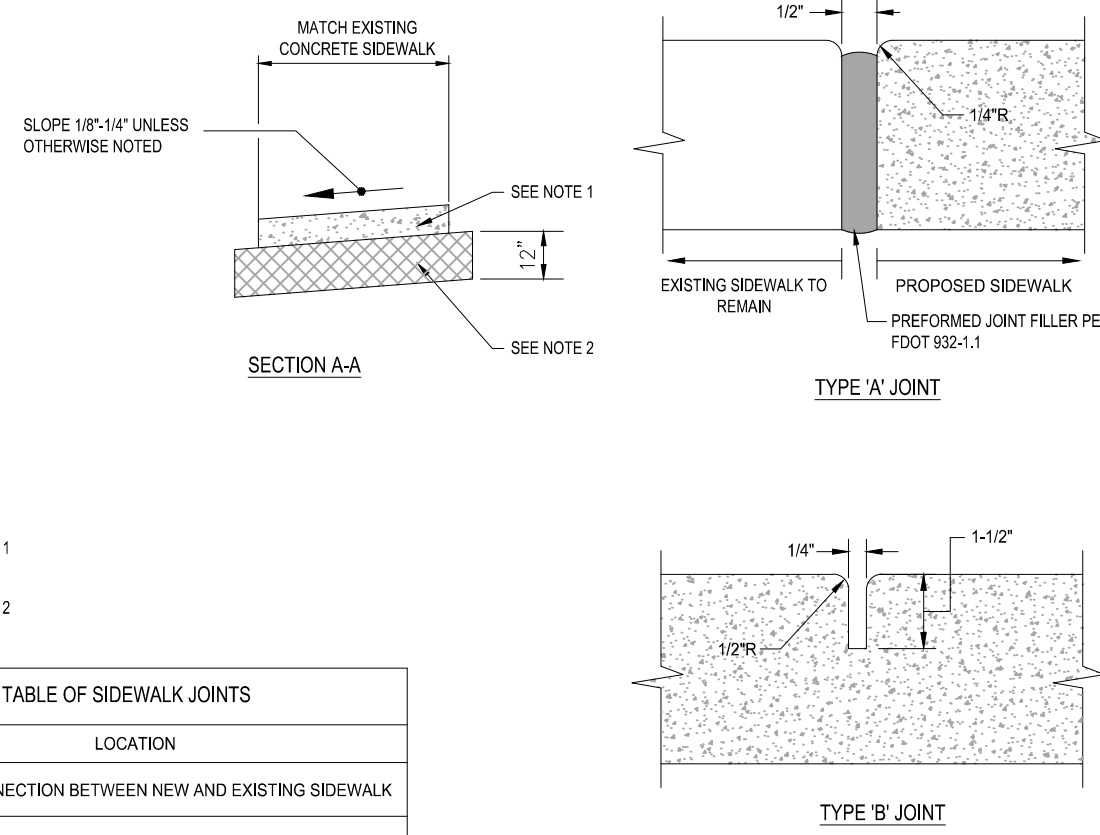 MATCH EXISTING
CONCRETE SIDEWALK
SLOPE 1/8"-1/4" UNLESS
OTHERWISE NOTED
SEE NOTE 1
12"
SEE NOTE 2
SECTION A-A
1/2"
1/4"R
EXISTING SIDEWALK TO
REMAIN
PROPOSED SIDEWALK
PREFORMED JOINT FILLER PE
FDOT 932-1.1
TYPE 'A' JOINT
1
2
TABLE OF SIDEWALK JOINTS
LOCATION
NECTION BETWEEN NEW AND EXISTING SIDEWALK
1/4"
1-1/2"
1/2"R
TYPE 'B' JOINT